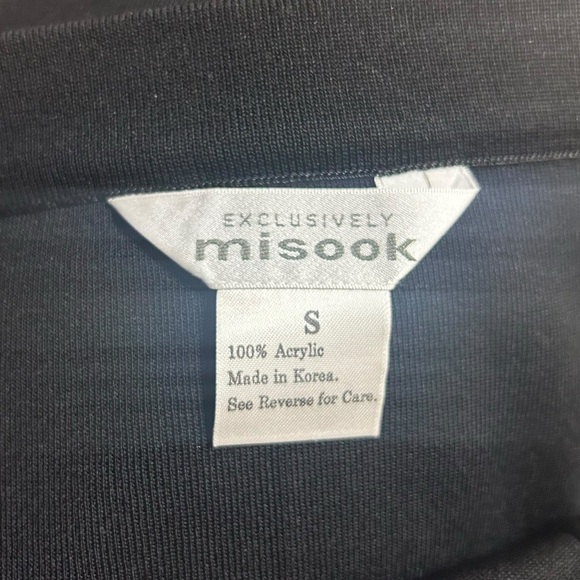 EXCLUSIVELY
misook
S
100% Acrylic
Made in Korea.
See Reverse for Care.